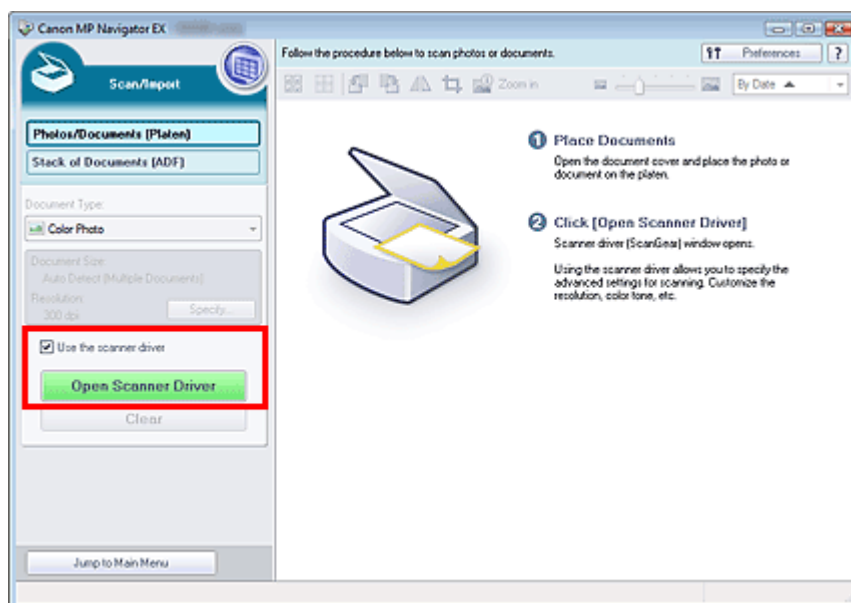 Canon MP Navigator EX
Scan/Import
Photos/Documents (Platen)
Stack of Documents (ADF)
Document Type:
Color Photo
Document Size:
Auto Detect (Multiple Documents)
Resolution:
300 dpi
Specify...
Use the scanner driver
Open Scanner Driver
Clear
Jump to Main Menu
Follow the procedure below to scan photos or documents.
Preferences
?
Zoom in
By Date
1 Place Documents
Open the document cover and place the photo or
document on the platen.
2 Click [Open Scanner Driver]
Scanner driver (ScanGear) window opens.
Using the scanner driver allows you to specify the
advanced settings for scanning. Customize the
resolution, color tone, etc.